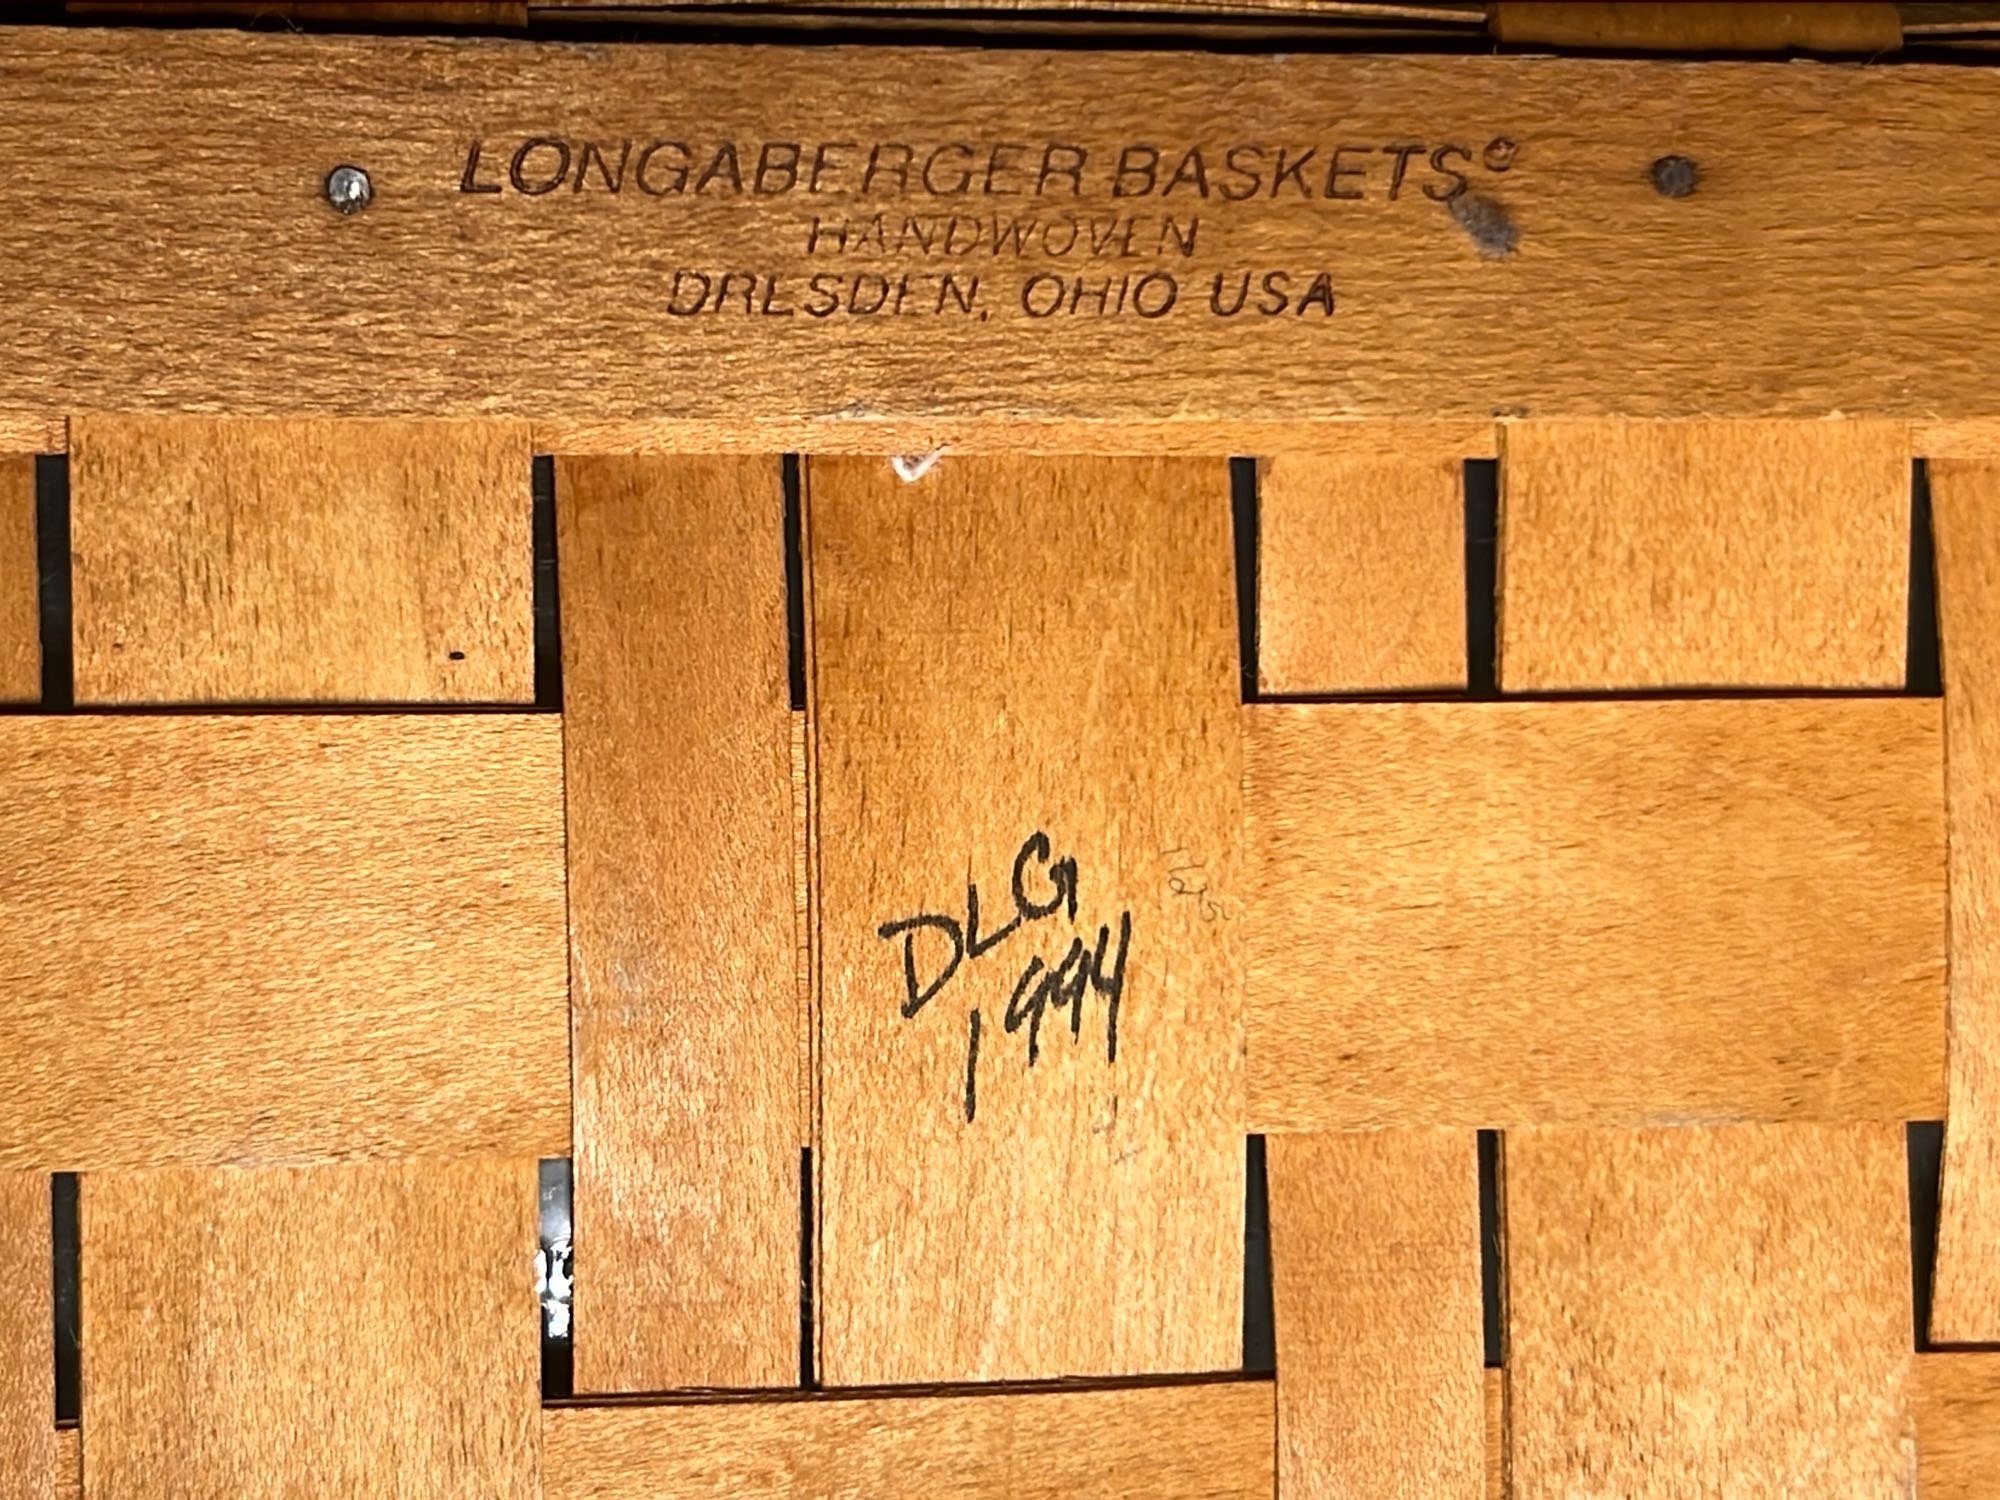 LONGABERGER BASKETS©
HANDWOVEN
DRESDEN, OHIO USA
DLG
1994